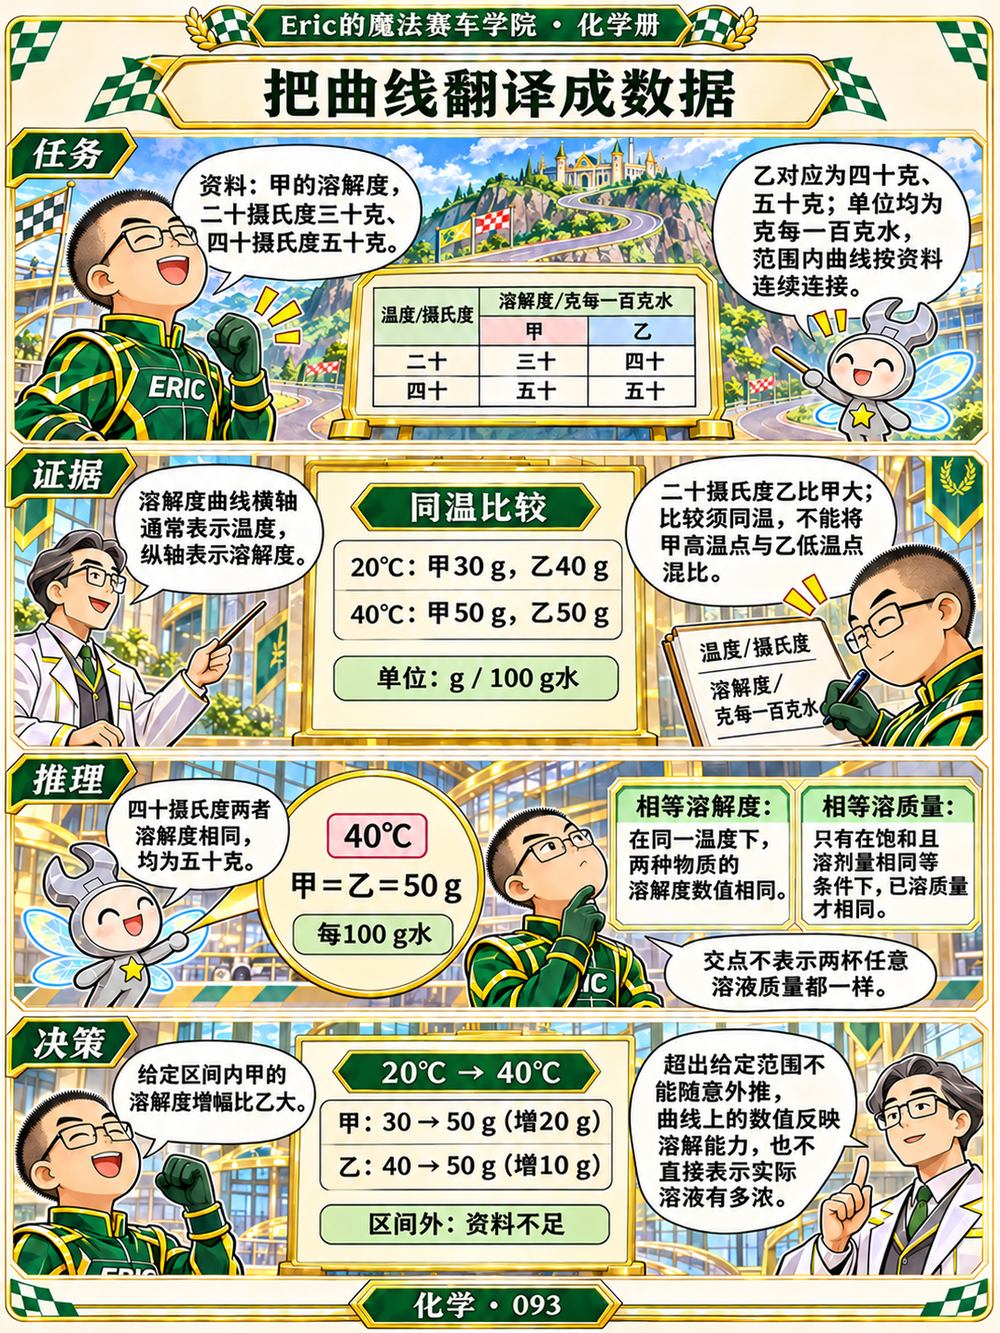 Eric的魔法赛车学院 · 化学册
把曲线翻译成数据
任务
资料：甲的溶解度，
二十摄氏度三十克、
四十摄氏度五十克。
乙对应为四十克、
五十克；单位均为
克每一百克水，
范围内曲线按资料
连续连接。
温度/摄氏度
溶解度/克每一百克水
甲
乙
二十
三十
四十
四十
五十
五十
ERIC
证据
溶解度曲线横轴
通常表示温度，
纵轴表示溶解度。
同温比较
20℃：甲30 g，乙40 g
40℃：甲50 g，乙50 g
单位：g / 100 g水
二十摄氏度乙比甲大；
比较须同温，不能将
甲高温点与乙低温点
混比。
温度/摄氏度
溶解度/
克每一百克水
推理
四十摄氏度两者
溶解度相同，
均为五十克。
40℃
甲＝乙＝50 g
每100 g水
相等溶解度：
在同一温度下，
两种物质的
溶解度数值相同。
相等溶质量：
只有在饱和且
溶剂量相同等
条件下，已溶质量
才相同。
交点不表示两杯任意
溶液质量都一样。
ERIC
决策
给定区间内甲的
溶解度增幅比乙大。
20℃ → 40℃
甲：30 → 50 g（增20 g）
乙：40 → 50 g（增10 g）
区间外：资料不足
超出给定范围不
能随意外推，
曲线上的数值反映
溶解能力，也不
直接表示实际
溶液有多浓。
ERIC
化学 · 093